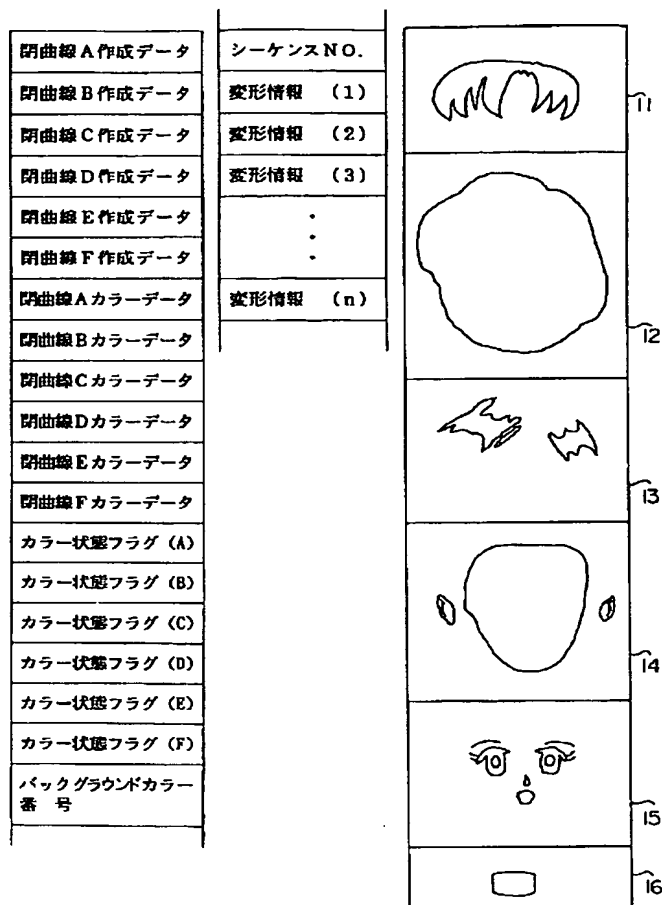 閉曲線A作成データ
閉曲線B作成データ
閉曲線C作成データ
閉曲線D作成データ
閉曲線E作成データ
閉曲線F作成データ
閉曲線Aカラーデータ
閉曲線Bカラーデータ
閉曲線Cカラーデータ
閉曲線Dカラーデータ
閉曲線Eカラーデータ
閉曲線Fカラーデータ
カラー状態フラグ(A)
カラー状態フラグ(B)
カラー状態フラグ(C)
カラー状態フラグ(D)
カラー状態フラグ(E)
カラー状態フラグ(F)
バックグラウンドカラー
番 号
シーケンスNO.
変形情報 (1)
変形情報 (2)
変形情報 (3)
・
・
・
変形情報 (n)
11
12
13
14
15
16